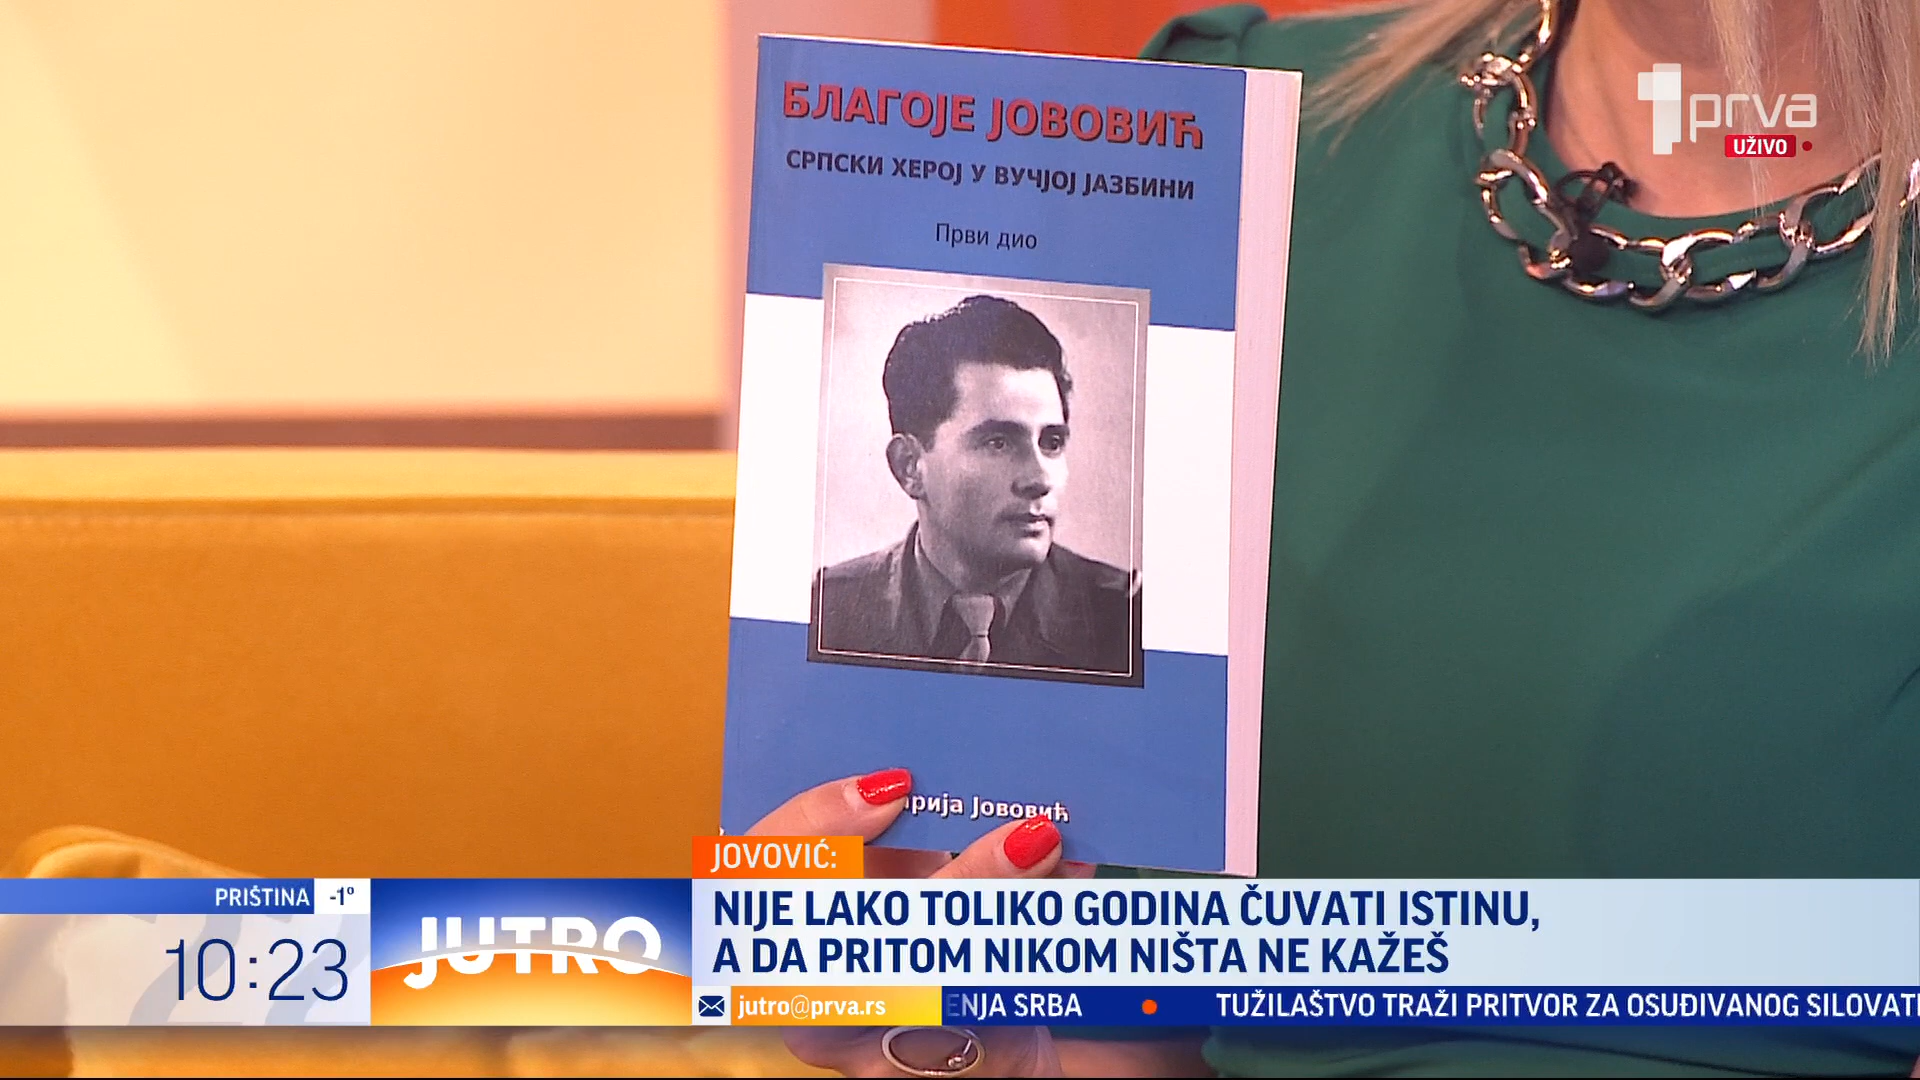 БЛАГОЈЕ ЈОВОВИЋ
СРПСКИ ХЕРОЈ У ВУЧЈОЈ ЈАЗБИНИ
Први дио
Јововић
1prva
UŽIVO
JOVOVIĆ:
NIJE LAKO TOLIKO GODINA ČUVATI ISTINU,
A DA PRITOM NIKOM NIŠTA NE KAŽEŠ
PRIŠTINA -1°
10:23
JUTRO
jutro@prva.rs
SRBA • TUŽILAŠTVO TRAŽI PRITVOR ZA OSUĐIVANOG